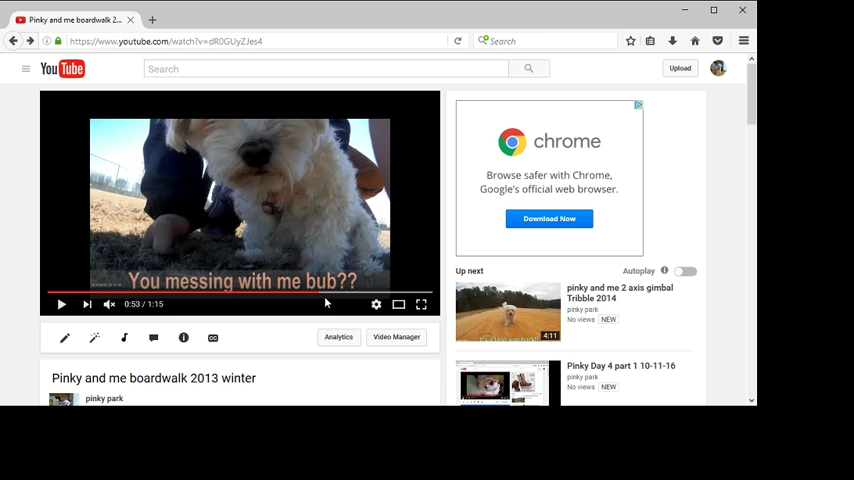 Pinky and me boardwalk 2...
https://www.youtube.com/watch?v=dR0GUyZJes4
Search
YouTube
Search
Upload
You messing with me bub??
0:53 / 1:15
chrome
Browse safer with Chrome,
Google's official web browser.
Download Now
Up next
Autoplay
pinky and me 2 axis gimbal
Tribble 2014
pinky park
No views NEW
4:11
Analytics
Video Manager
Pinky Day 4 part 1 10-11-16
pinky park
No views NEW
Pinky and me boardwalk 2013 winter
pinky park